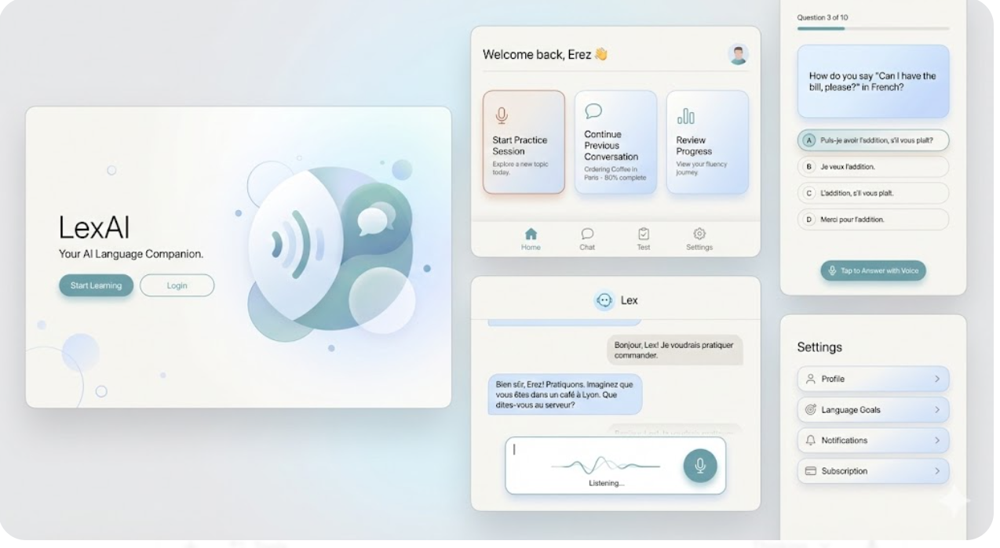 LexAI
Your AI Language Companion.
Start Learning
Login
Welcome back, Erez 👋
Start Practice
Session
Explore a new topic
today.
Continue
Previous
Conversation
Ordering Coffee in
Paris - 80% complete
Review
Progress
View your fluency
journey.
Home
Chat
Test
Settings
Lex
Bonjour, Lex! Je voudrais pratiquer
commander.
Bien sûr, Erez! Pratiquons. Imaginez que
vous êtes dans un café à Lyon. Que
dites-vous au serveur?
Listening...
Question 3 of 10
How do you say "Can I have the
bill, please?" in French?
A Puis-je avoir l'addition, s'il vous plaît?
B Je veux l'addition.
C L'addition, s'il vous plaît.
D Merci pour l'addition.
Tap to Answer with Voice
Settings
Profile
Language Goals
Notifications
Subscription